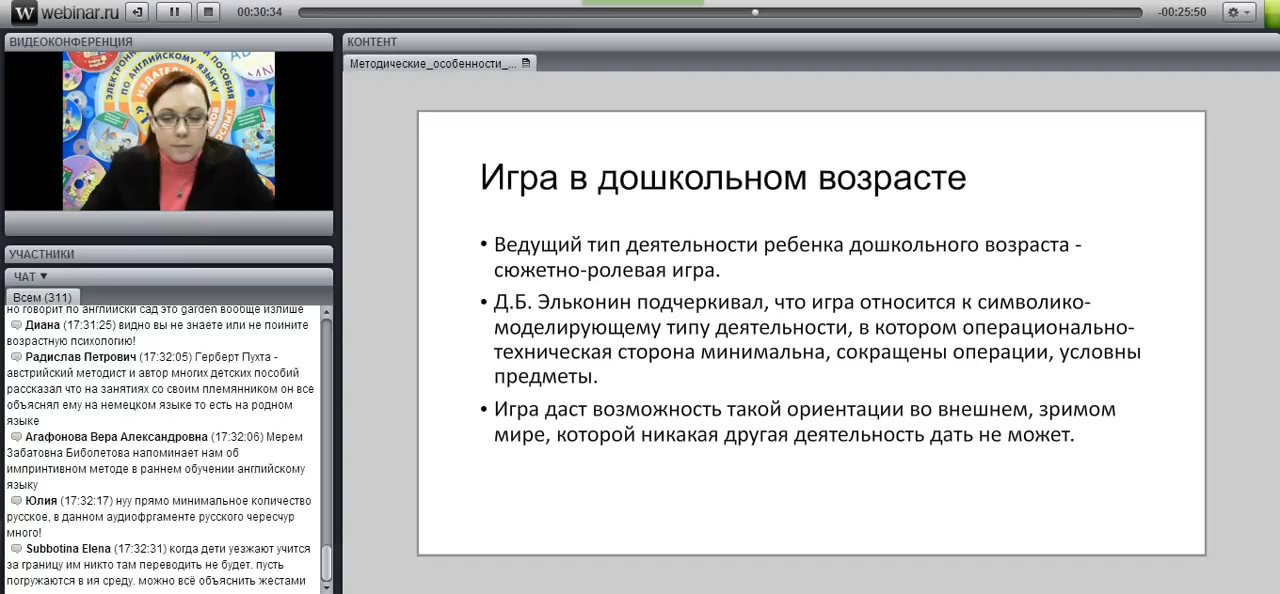 webinar.ru
00:30:34
-00:25:50
ВИДЕОКОНФЕРЕНЦИЯ
ЭЛЕКТРОННЫЕ
ПО АНГЛИЙСКОМУ ЯЗЫКУ
ПОСОБИЯ
УЧАСТНИКИ
ЧАТ
Всем (311)
но говорит по английски сад это garden вообще излише
Диана (17:31:25) видно вы не знаете или не поините
возрастную психологию!
Радислав Петрович (17:32:05) Герберт Пухта -
австрийский методист и автор многих детских пособий
рассказал что на занятиях со своим племянником он все
объяснял ему на немецком языке то есть на родном
языке
Агафонова Вера Александровна (17:32:06) Мерем
Забатовна Биболетова напоминает нам об
импринтивном методе в раннем обучении английскому
языку
Юлия (17:32:17) нуу прямо минимальное количество
русское, в данном аудиофргаменте русского чересчур
много!
Subbotina Elena (17:32:31) когда дети уезжают учится
за границу им никто там переводить не будет. пусть
погружаются в ия среду. можно всё объяснить жестами
КОНТЕНТ
Методические_особенности_...
Игра в дошкольном возрасте
• Ведущий тип деятельности ребенка дошкольного возраста -
сюжетно-ролевая игра.
• Д.Б. Эльконин подчеркивал, что игра относится к символико-
моделирующему типу деятельности, в котором операционально-
техническая сторона минимальна, сокращены операции, условны
предметы.
• Игра даст возможность такой ориентации во внешнем, зримом
мире, которой никакая другая деятельность дать не может.